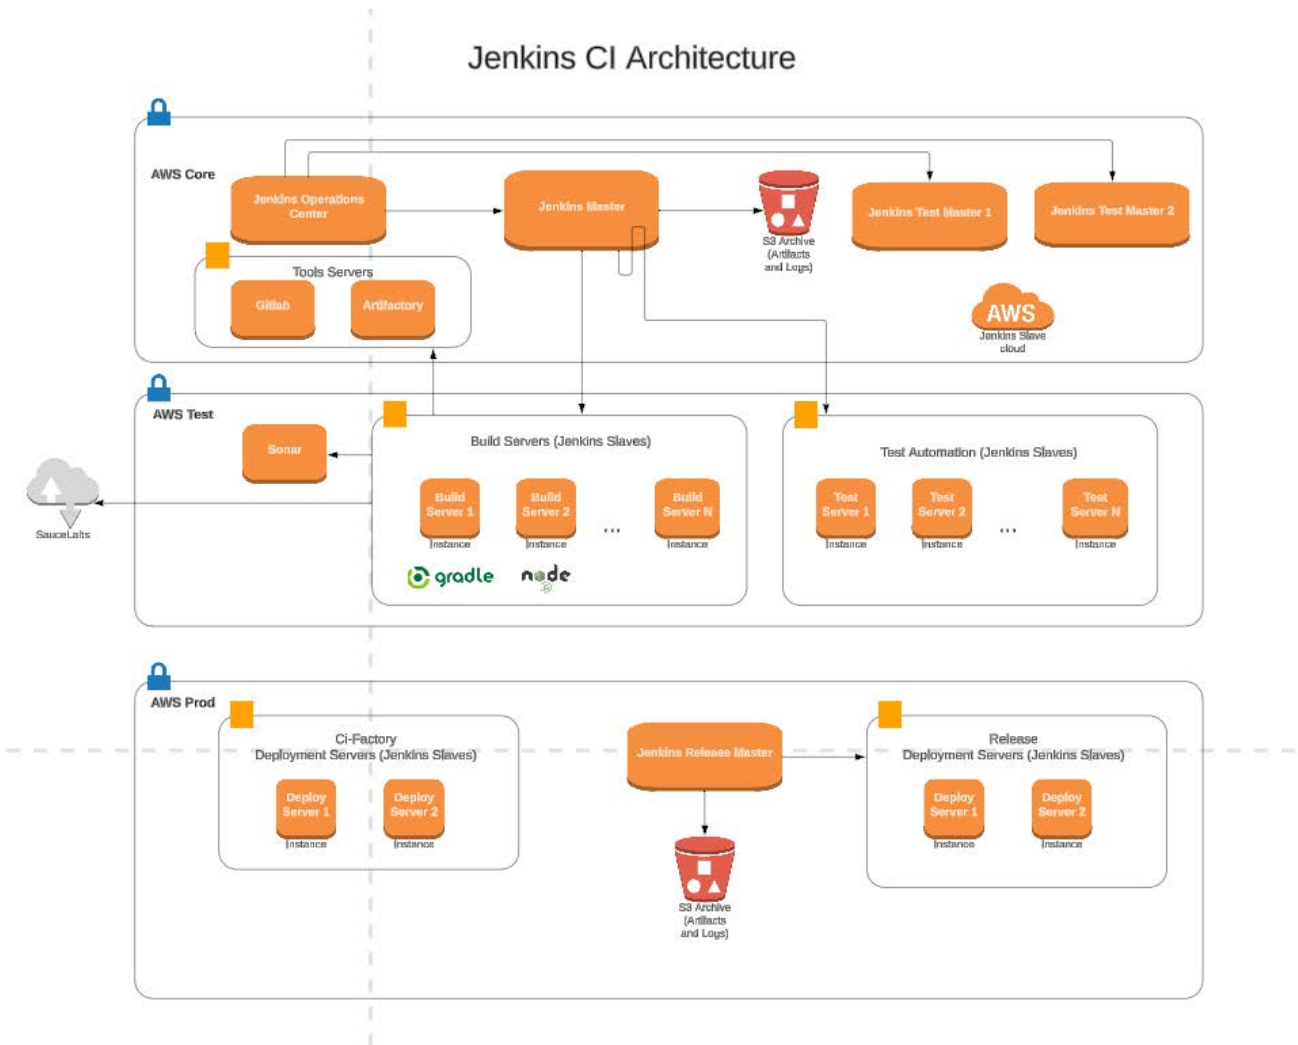 Jenkins CI Architecture
AWS Core
Jenkins Operations
Center
Jenkins Master
S3 Archive
(Artifacts
and Logs)
Jenkins Test Master 1
Jenkins Test Master 2
Tools Servers
Gitlab
Artifactory
AWS
Jenkins Slave
cloud
AWS Test
Sonar
SauceLabs
Build Servers (Jenkins Slaves)
Build
Server 1
Instance
Build
Server 2
Instance
...
Build
Server N
Instance
gradle
node
Test Automation (Jenkins Slaves)
Test
Server 1
Instance
Test
Server 2
Instance
...
Test
Server N
Instance
AWS Prod
Ci-Factory
Deployment Servers (Jenkins Slaves)
Deploy
Server 1
Instance
Deploy
Server 2
Instance
Jenkins Release Master
S3 Archive
(Artifacts
and Logs)
Release
Deployment Servers (Jenkins Slaves)
Deploy
Server 1
Instance
Deploy
Server 2
Instance